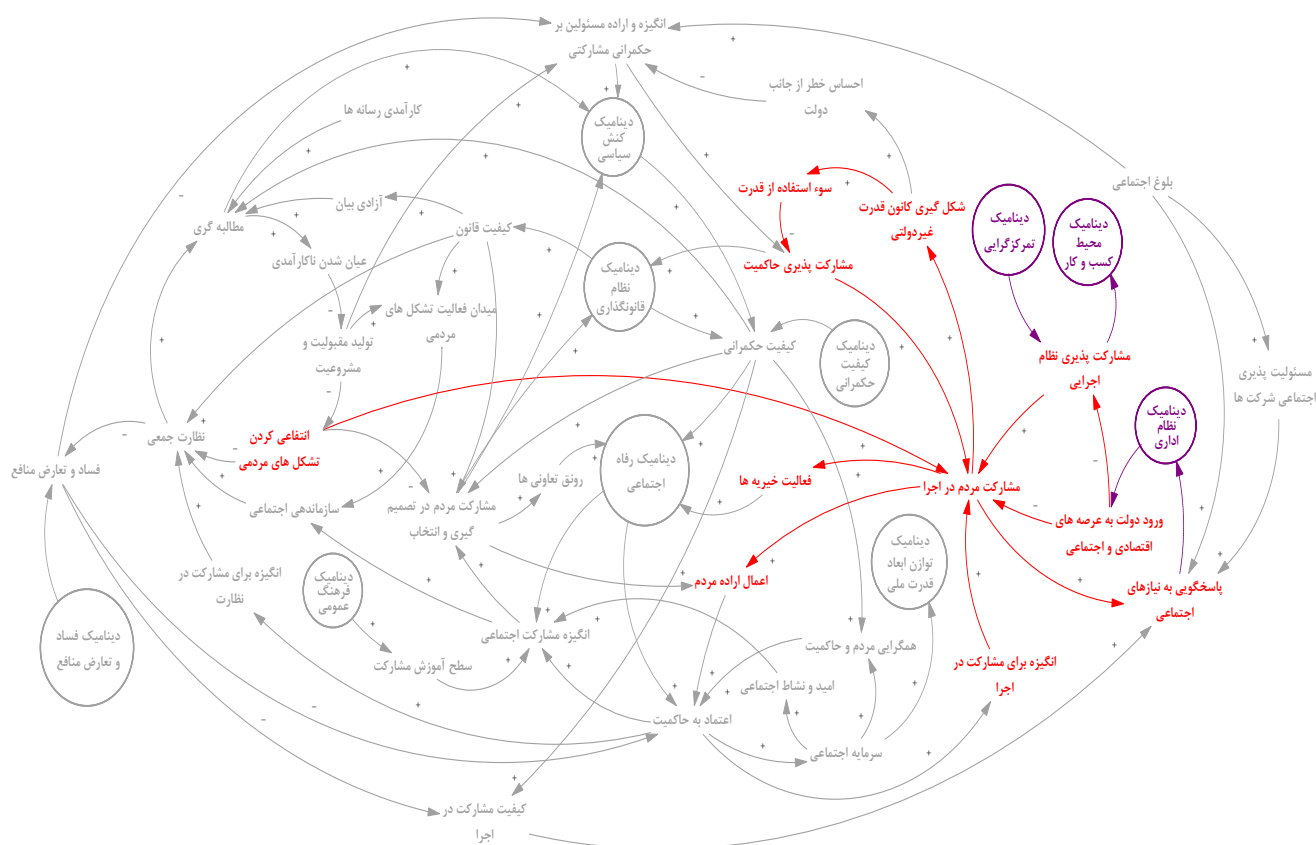 انگیزه و اراده مسئولین بر
حکمرانی مشارکتی
احساس خطر از جانب
دولت
کارآمدی رسانه ها
دینامیک
کنش
سیاسی
بلوغ اجتماعی
سوء استفاده از قدرت
شکل گیری کانون قدرت
غیردولتی
دینامیک
تمرکزگرایی
دینامیک
محیط
کسب و کار
آزادی بیان
مطالبه گری
کیفیت قانون
عیان شدن ناکارآمدی
مشارکت پذیری حاکمیت
دینامیک
نظام
قانونگذاری
میدان فعالیت تشکل های
مردمی
تولید مقبولیت و
مشروعیت
کیفیت حکمرانی
دینامیک
کیفیت
حکمرانی
مشارکت پذیری نظام
اجرایی
مسئولیت پذیری
اجتماعی شرکت ها
دینامیک
نظام
اداری
انتفاعی کردن
تشکل های مردمی
نظارت جمعی
فساد و تعارض منافع
دینامیک رفاه
اجتماعی
رونق تعاونی ها
فعالیت خیریه ها
مشارکت مردم در اجرا
مشارکت مردم در تصمیم
گیری و انتخاب
سازماندهی اجتماعی
ورود دولت به عرصه های
اقتصادی و اجتماعی
دینامیک
توازن ابعاد
قدرت ملی
اعمال اراده مردم
پاسخگویی به نیازهای
اجتماعی
انگیزه برای مشارکت در
نظارت
دینامیک
فرهنگ
عمومی
دینامیک فساد
و تعارض منافع
انگیزه مشارکت اجتماعی
همگرایی مردم و حاکمیت
سطح آموزش مشارکت
انگیزه برای مشارکت در
اجرا
امید و نشاط اجتماعی
اعتماد به حاکمیت
سرمایه اجتماعی
کیفیت مشارکت در
اجرا